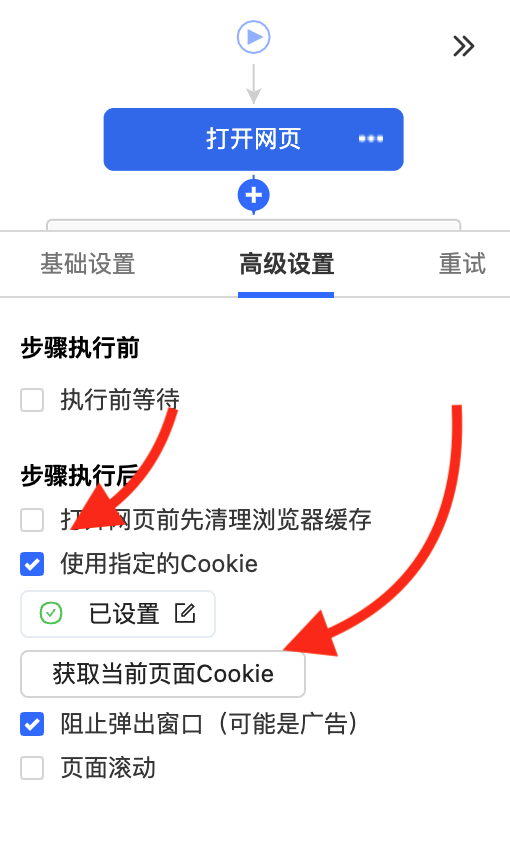 打开网页
基础设置 高级设置 重试
步骤执行前
执行前等待
步骤执行后
打开网页前先清理浏览器缓存
使用指定的Cookie
已设置
获取当前页面Cookie
阻止弹出窗口（可能是广告）
页面滚动